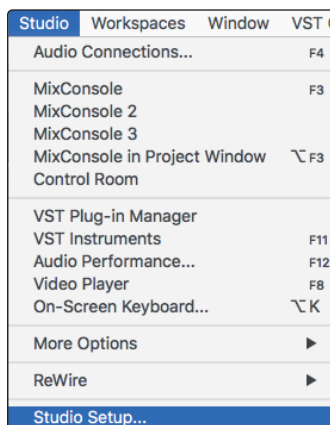 Studio Workspaces Window VST
Audio Connections... F4
MixConsole F3
MixConsole 2
MixConsole 3
MixConsole in Project Window ⌥ F3
Control Room
VST Plug-in Manager
VST Instruments F11
Audio Performance... F12
Video Player F8
On-Screen Keyboard... ⌥ K
More Options ▶
ReWire ▶
Studio Setup...